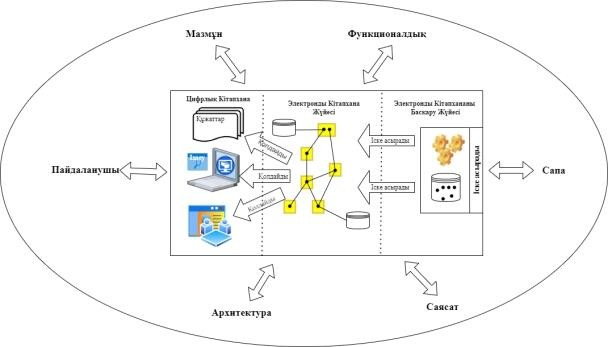 Мазмұн
Функционалдық
Цифрлық Кітапхана
Электронды Кітапхана
Жүйесі
Электронды Кітапхананы
Басқару Жүйесі
Құжаттар
Қолдайды
Іске асырады
Іздеу
Қолдайды
Іске асырады
Қолдайды
Іске асырады
Пайдаланушы
Сапа
Архитектура
Саясат